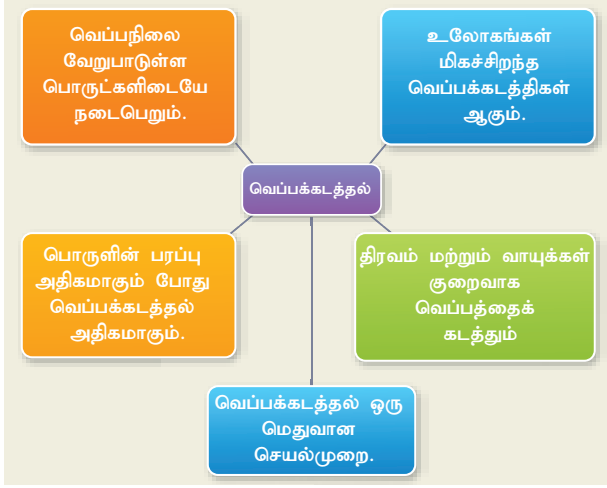 வெப்பநிலை
வேறுபாடுள்ள
பொருட்களிடையே
நடைபெறும்.
உலோகங்கள்
மிகச்சிறந்த
வெப்பக்கடத்திகள்
ஆகும்.
வெப்பக்கடத்தல்
பொருளின் பரப்பு
அதிகமாகும் போது
வெப்பக்கடத்தல்
அதிகமாகும்.
திரவம் மற்றும் வாயுக்கள்
குறைவாக
வெப்பத்தைக்
கடத்தும்
வெப்பக்கடத்தல் ஒரு
மெதுவான
செயல்முறை.